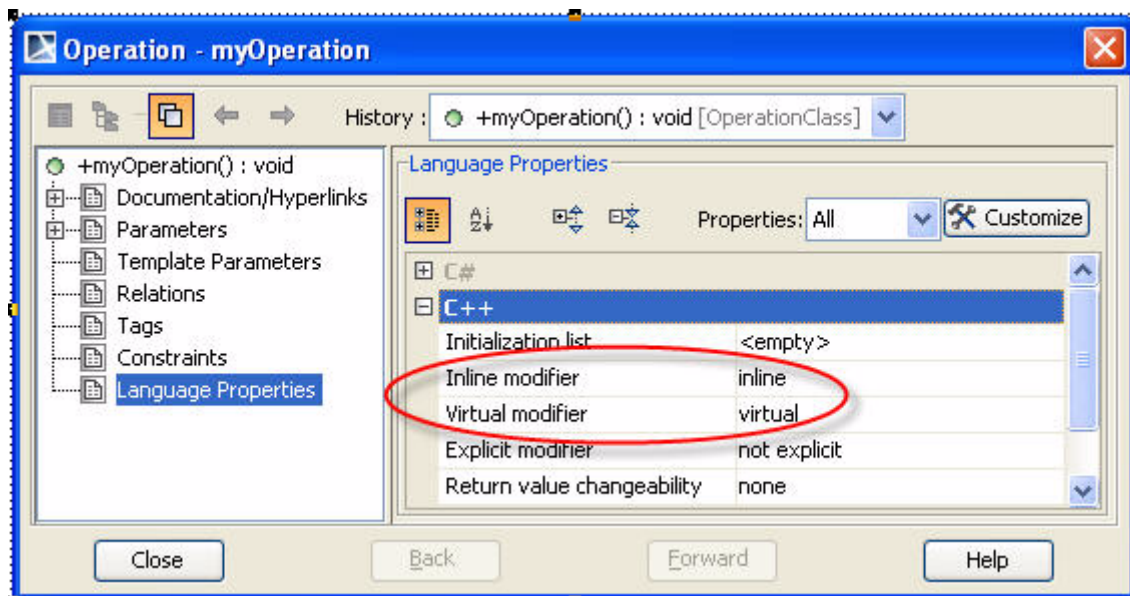 Operation - myOperation
History : +myOperation() : void [OperationClass]
+myOperation() : void
Documentation/Hyperlinks
Parameters
Template Parameters
Relations
Tags
Constraints
Language Properties
Language Properties
A Z Properties: All Customize
C#
C++
Initialization list <empty>
Inline modifier inline
Virtual modifier virtual
Explicit modifier not explicit
Return value changeability none
Close Back Forward Help